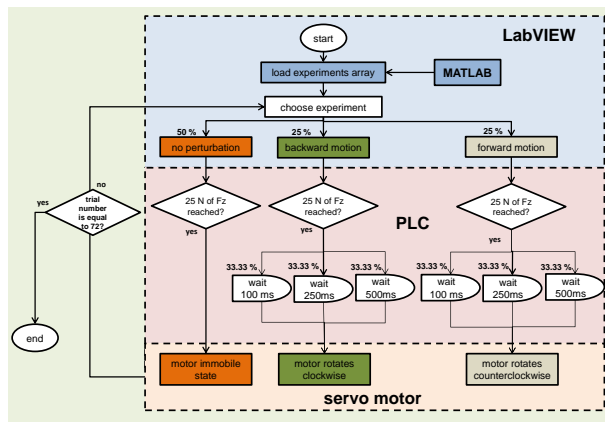 start
LabVIEW
load experiments array
MATLAB
choose experiment
50 %
25 %
25 %
no perturbation
backward motion
forward motion
no
yes
trial
number
is equal
to 72?
25 N of Fz
reached?
25 N of Fz
reached?
25 N of Fz
reached?
PLC
yes
yes
yes
33.33 %
33.33 %
33.33 %
33.33 %
33.33 %
33.33 %
wait
100 ms
wait
250ms
wait
500ms
wait
100 ms
wait
250ms
wait
500ms
end
motor immobile
state
motor rotates
clockwise
motor rotates
counterclockwise
servo motor